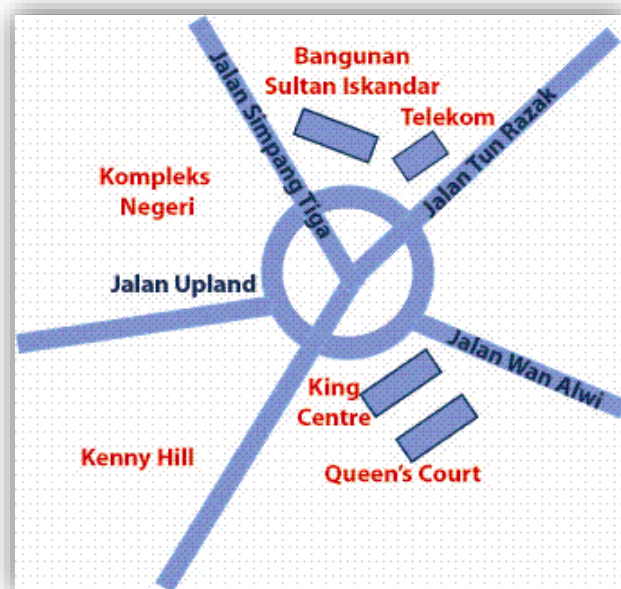 Bangunan
Sultan Iskandar
Telekom
Jalan Simpang Tiga
Jalan Tun Razak
Kompleks
Negeri
Jalan Upland
Jalan Wan Alwi
King
Centre
Kenny Hill
Queen's Court